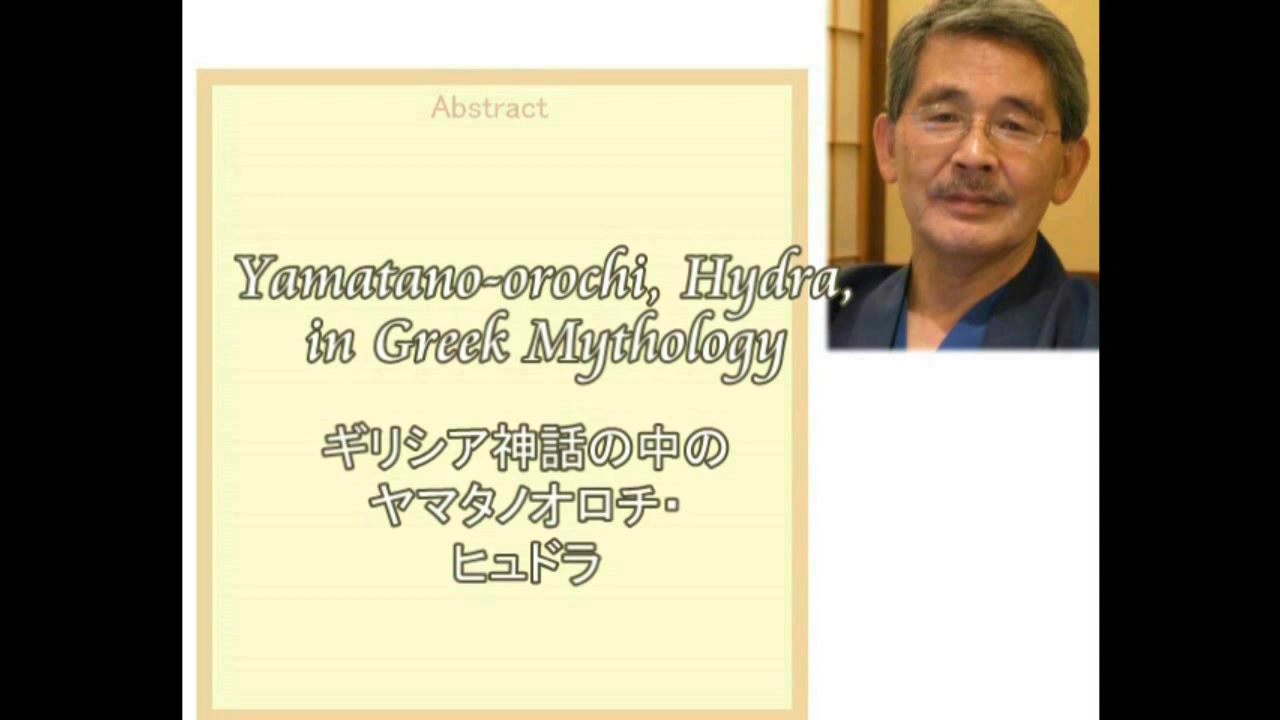 Abstract
Yamatano-orochi, Hydra,
in Greek Mythology
ギリシア神話の中の
ヤマタノオロチ・
ヒュドラ